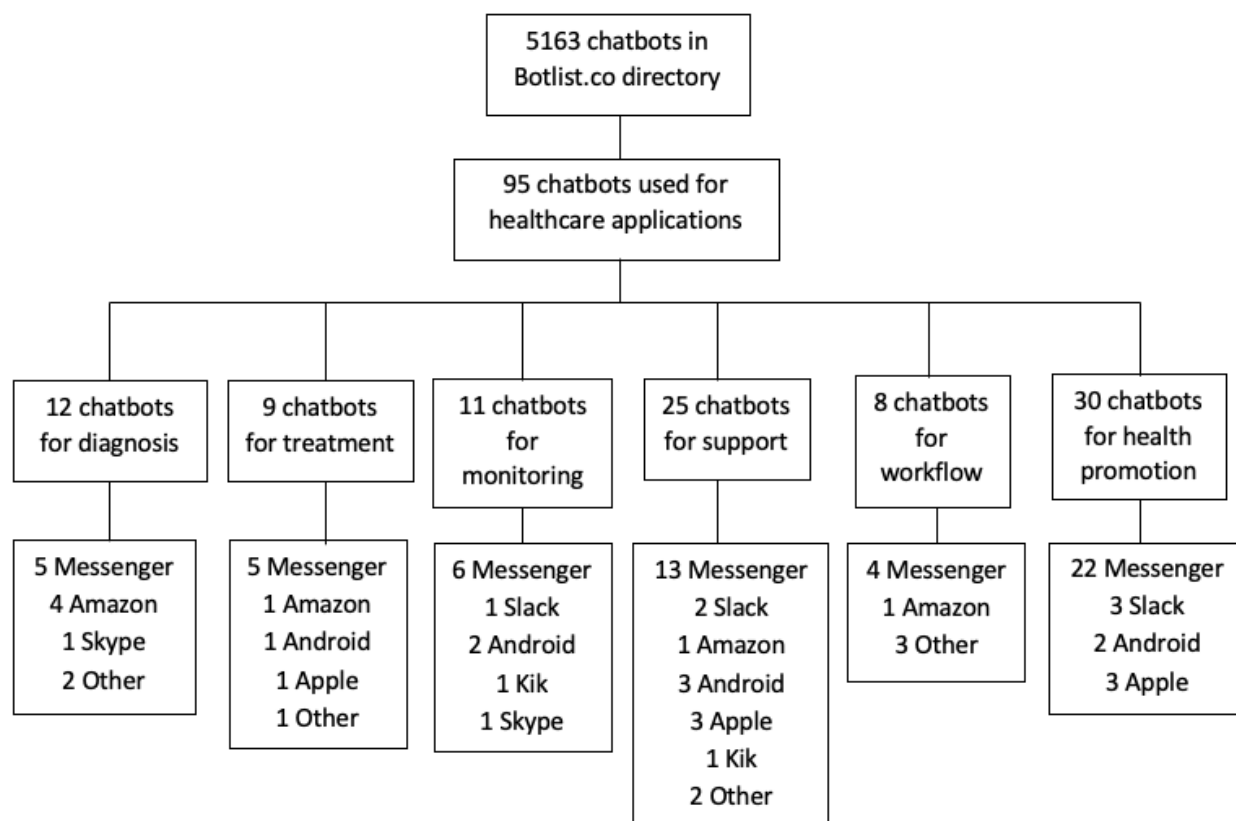 5163 chatbots in
Botlist.co directory
95 chatbots used for
healthcare applications
12 chatbots
for diagnosis
9 chatbots
for treatment
11 chatbots
for
monitoring
25 chatbots
for support
8 chatbots
for
workflow
30 chatbots
for health
promotion
5 Messenger
4 Amazon
1 Skype
2 Other
5 Messenger
1 Amazon
1 Android
1 Apple
1 Other
6 Messenger
1 Slack
2 Android
1 Kik
1 Skype
13 Messenger
2 Slack
1 Amazon
3 Android
3 Apple
1 Kik
2 Other
4 Messenger
1 Amazon
3 Other
22 Messenger
3 Slack
2 Android
3 Apple